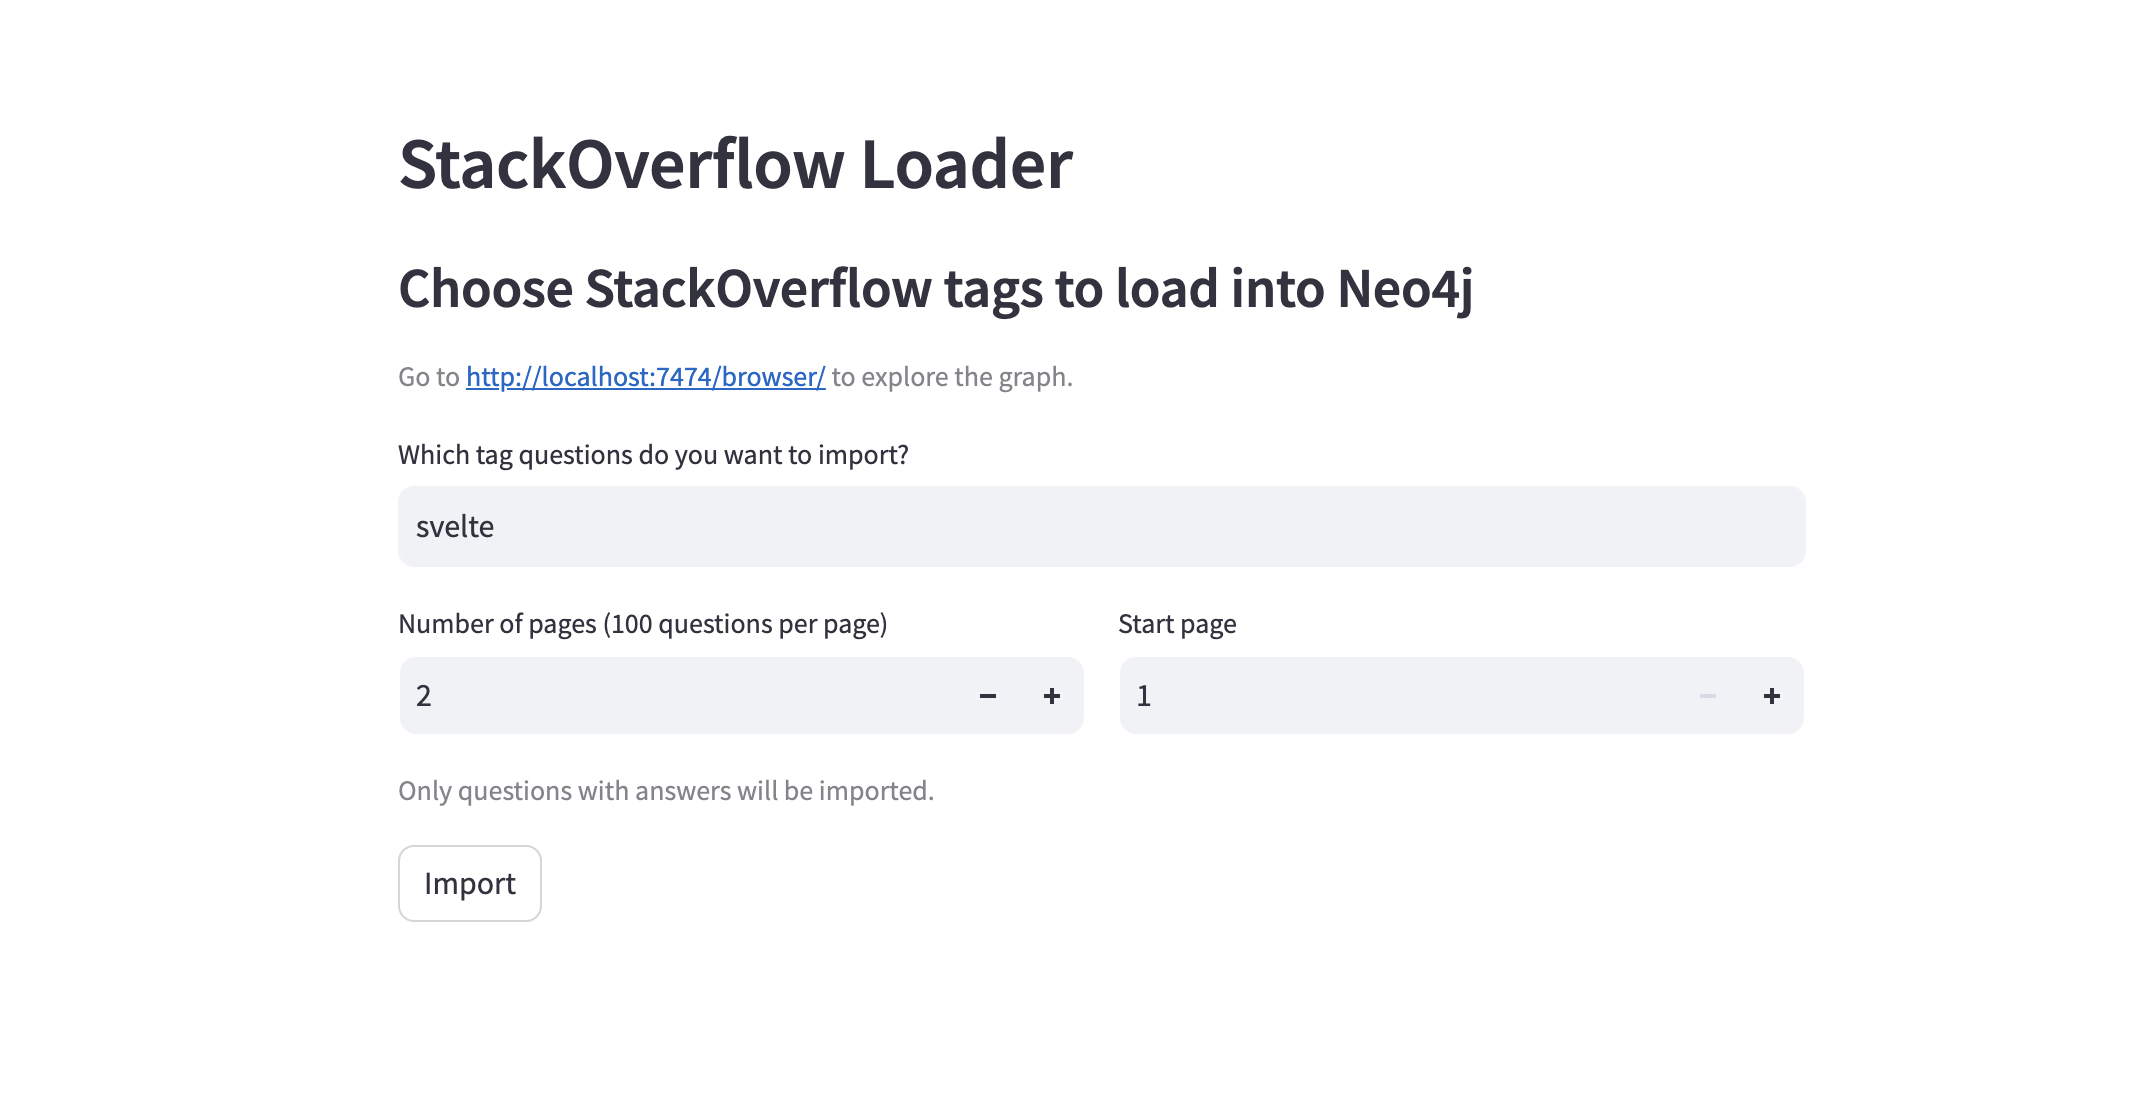 StackOverflow Loader
Choose StackOverflow tags to load into Neo4j
Go to http://localhost:7474/browser/ to explore the graph.
Which tag questions do you want to import?
svelte
Number of pages (100 questions per page)
Start page
2 − +
1 − +
Only questions with answers will be imported.
Import